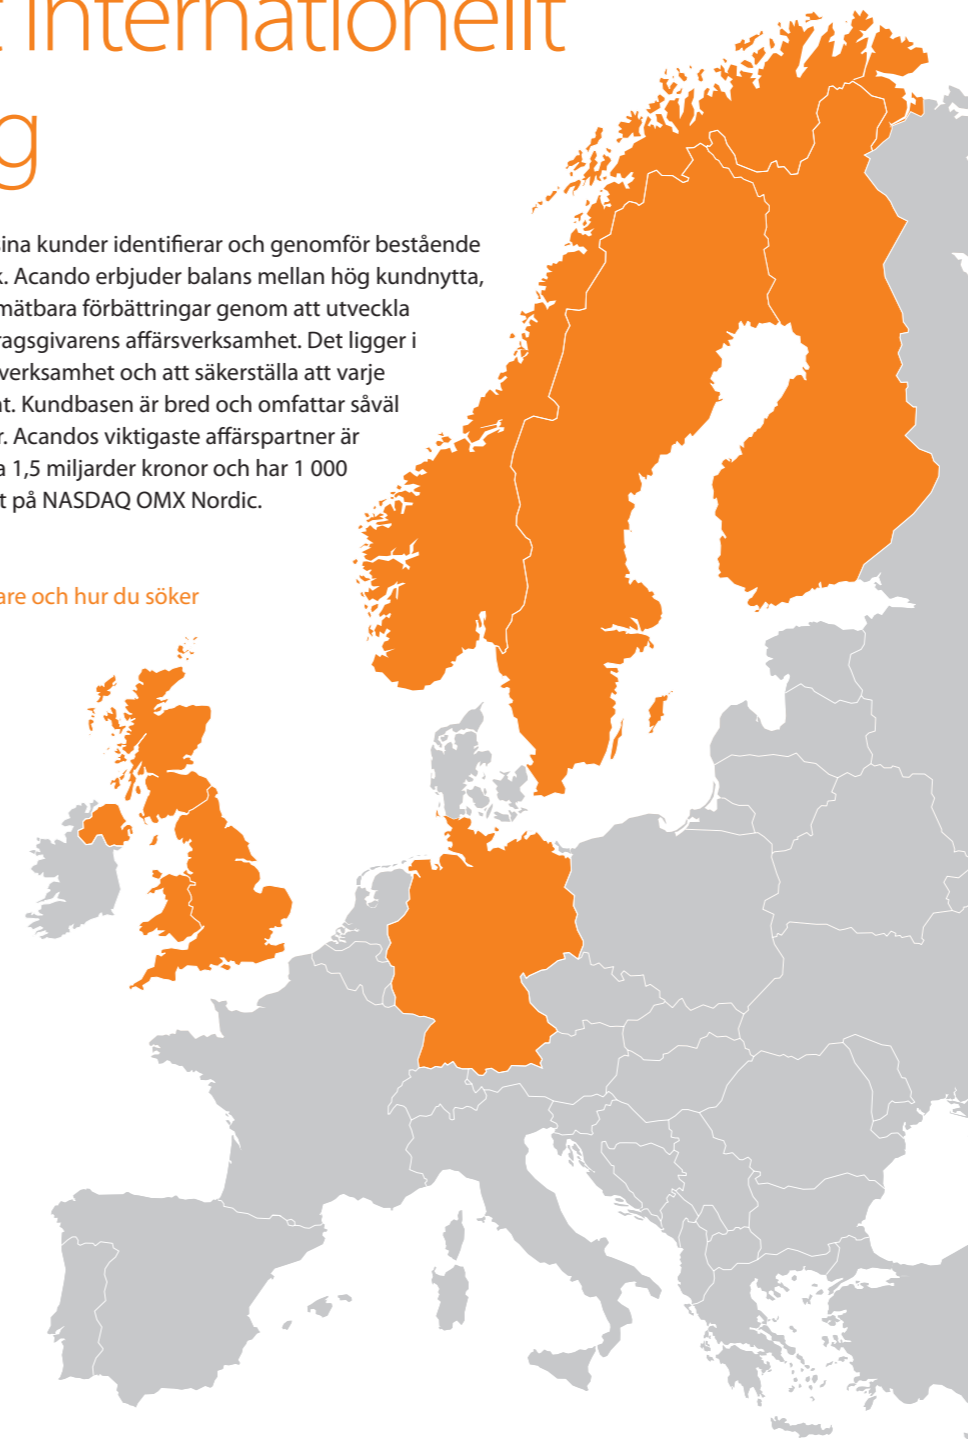 internationellt
g
sina kunder identifierar och genomför bestående
k. Acando erbjuder balans mellan hög kundnytta,
mätbara förbättringar genom att utveckla
ragsgivarens affärsverksamhet. Det ligger i
verksamhet och att säkerställa att varje
nt. Kundbasen är bred och omfattar såväl
r. Acandos viktigaste affärspartner är
a 1,5 miljarder kronor och har 1 000
t på NASDAQ OMX Nordic.
are och hur du söker